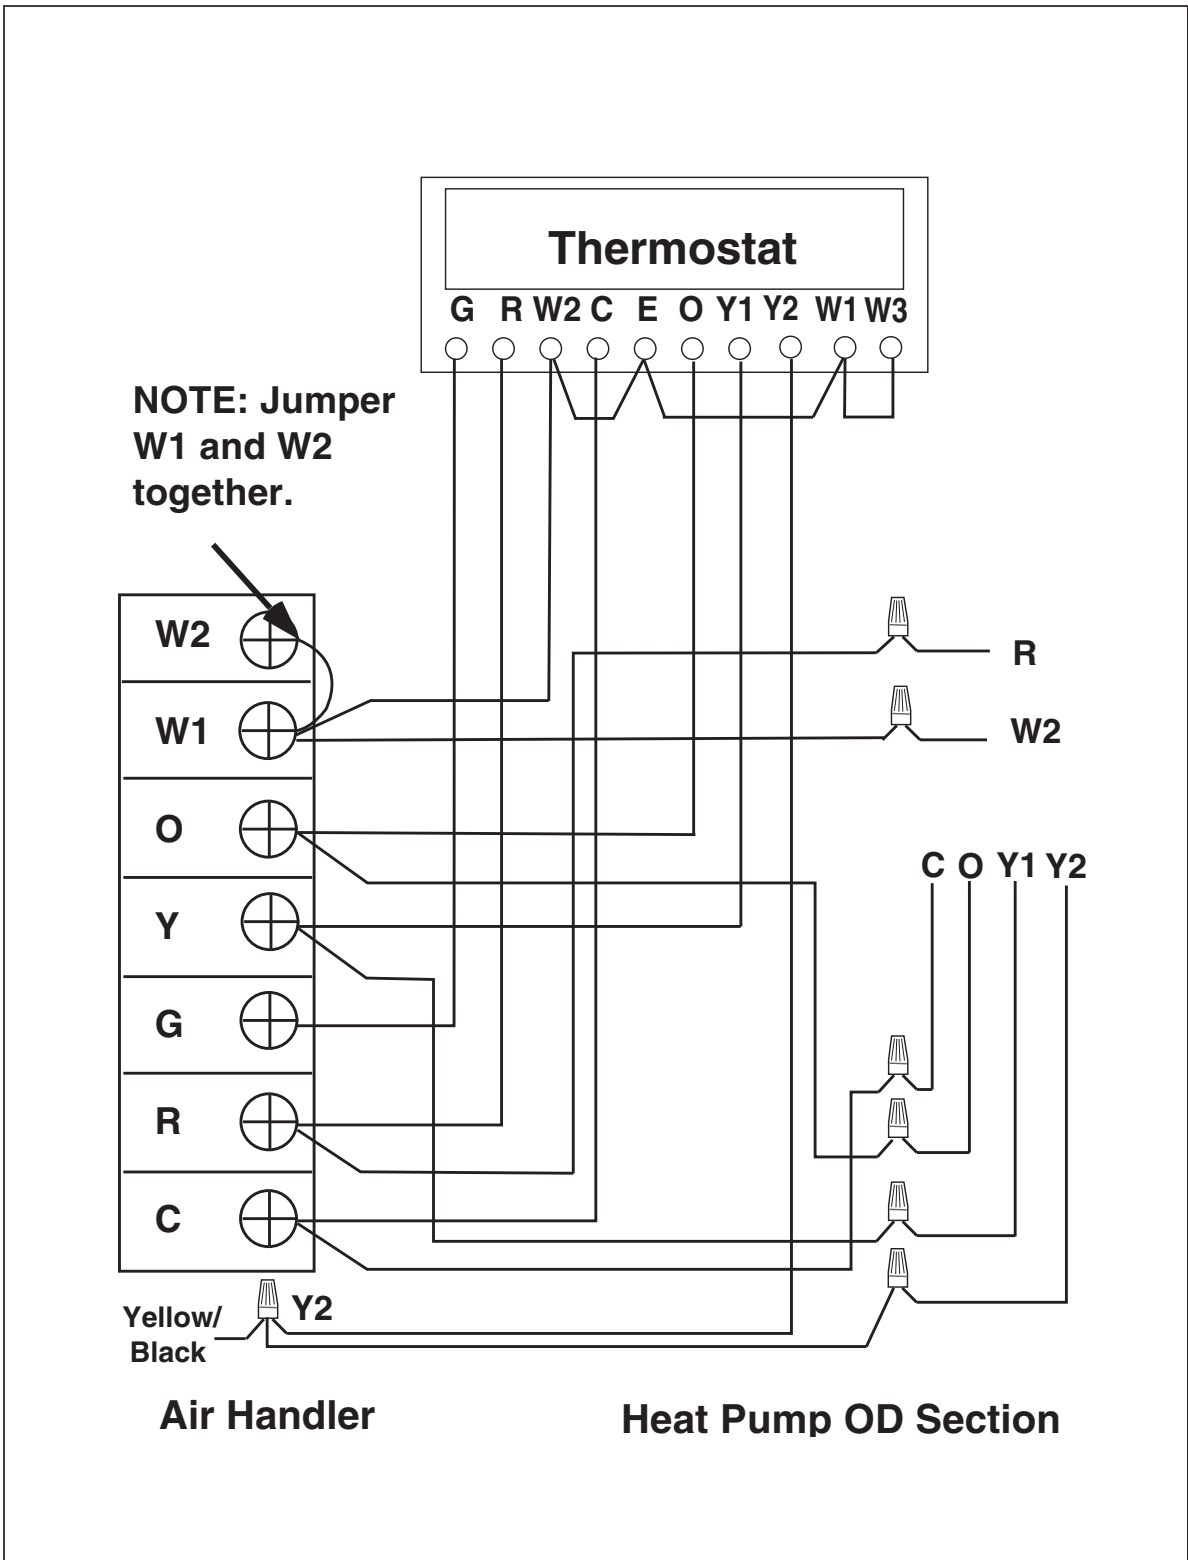 Thermostat
G R W2 C E O Y1 Y2 W1 W3
NOTE: Jumper
W1 and W2
together.
W2
W1
O
Y
G
R
C
R
W2
C O Y1 Y2
Yellow/
Black
Y2
Air Handler
Heat Pump OD Section